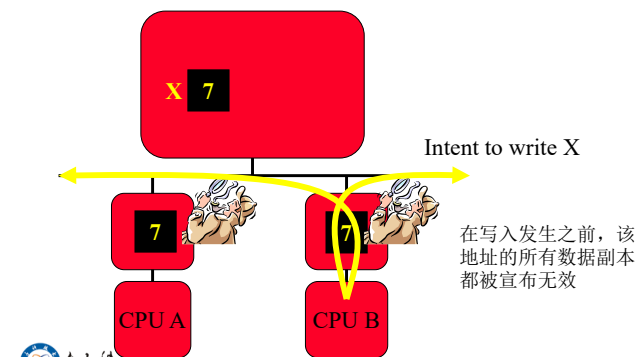 X 7
Intent to write X
7
7
在写入发生之前，该
地址的所有数据副本
都被宣布无效
CPU A
CPU B